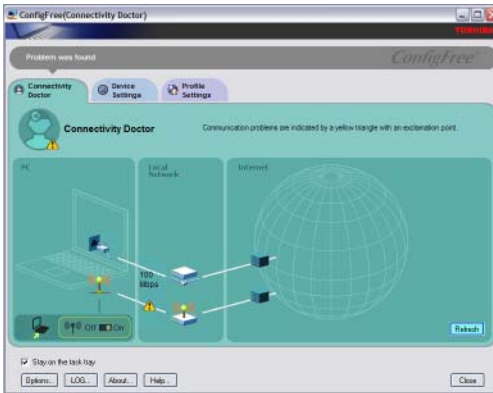 ConfigFree(Connectivity Doctor)
TOSHIBA
Problem was found
ConfigFree
Connectivity
Doctor
Device
Settings
Profile
Settings
Connectivity Doctor
Communication problems are indicated by a yellow triangle with an exclamation point.
PC
Local
Network
Internet
100
Mbps
Off
On
Refresh
Stay on the task tray
Options...
LOG...
About...
Help...
Close